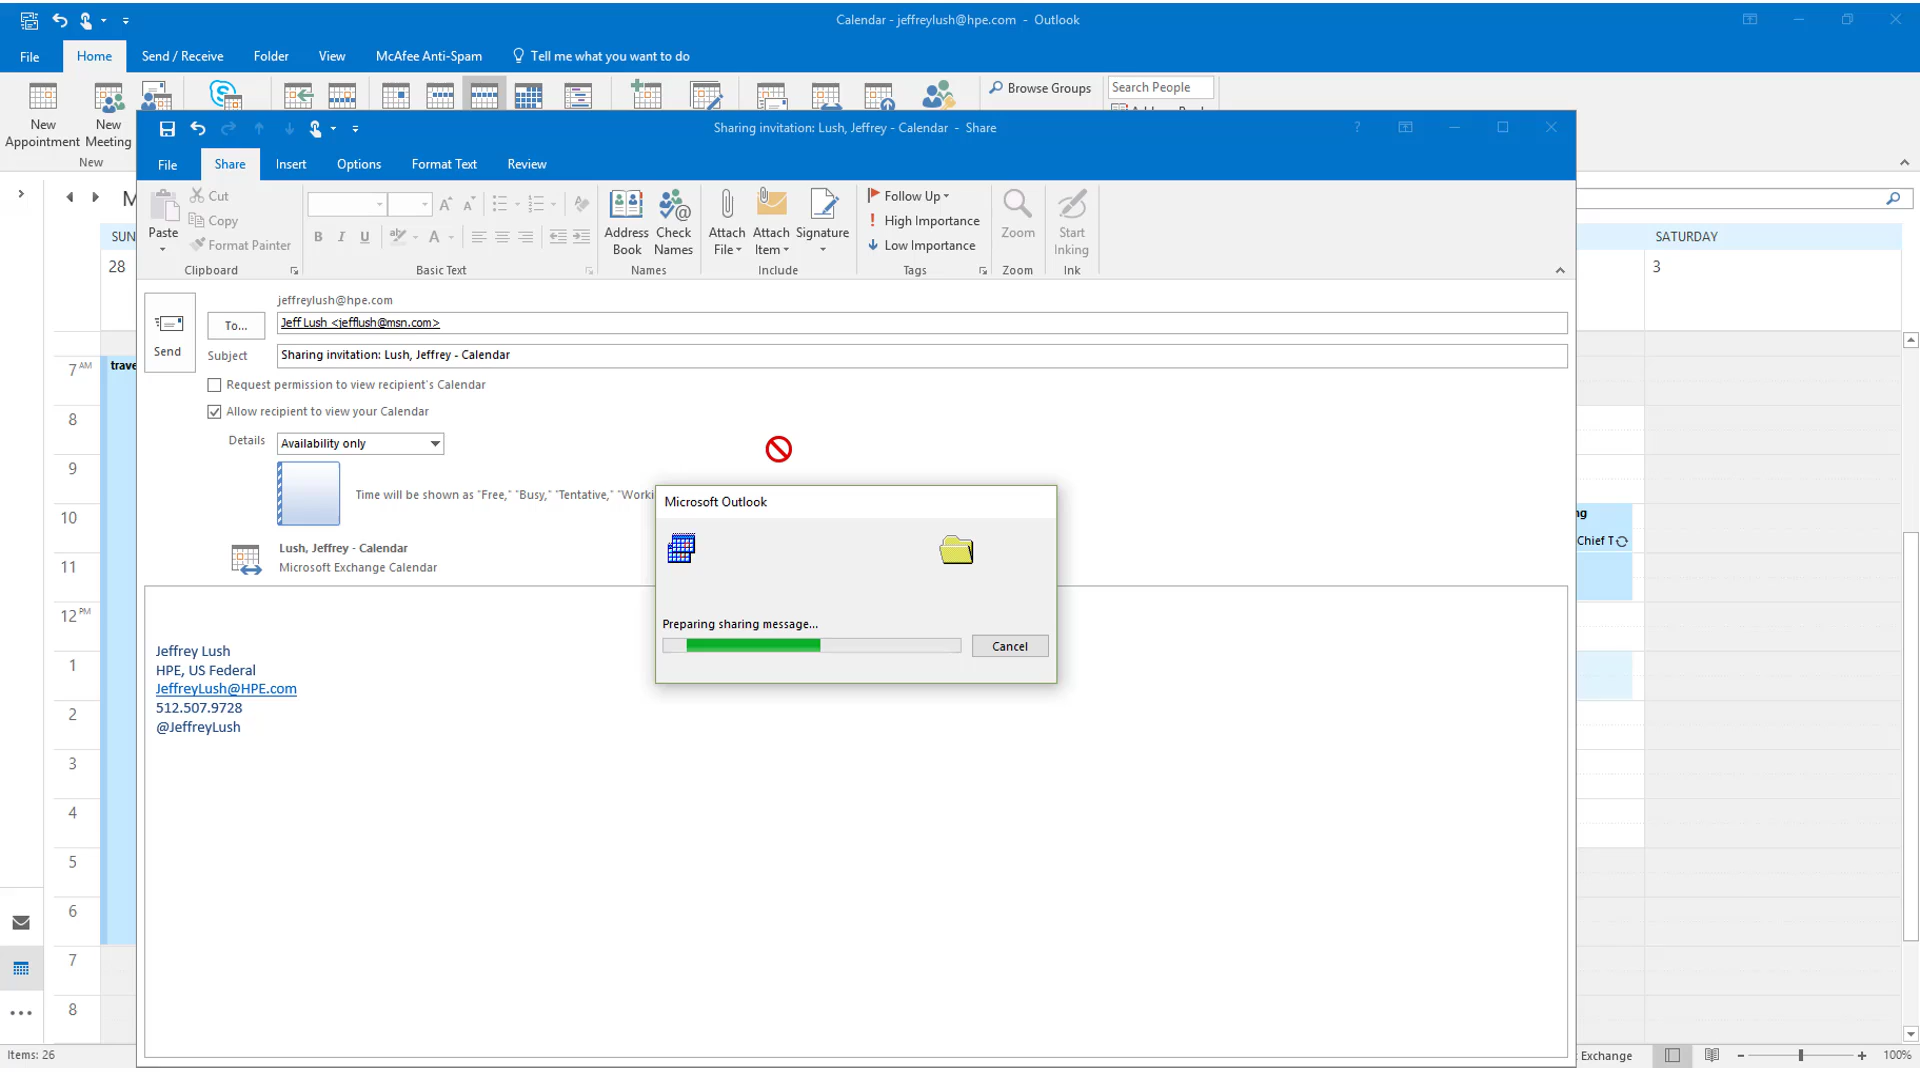 Calendar - jeffreylush@hpe.com - Outlook
File Home Send / Receive Folder View McAfee Anti-Spam Tell me what you want to do
New Appointment
New Meeting
New
Browse Groups
Search People
Sharing invitation: Lush, Jeffrey - Calendar - Share
File Share Insert Options Format Text Review
Paste
Cut
Copy
Format Painter
Clipboard
B I U
Basic Text
Address Book
Check Names
Names
Attach File
Attach Item
Signature
Include
Follow Up
High Importance
Low Importance
Tags
Zoom
Zoom
Start Inking
Ink
SUN
28
SATURDAY
3
Send
jeffreylush@hpe.com
To...
Jeff Lush <jefflush@msn.com>
Subject
Sharing invitation: Lush, Jeffrey - Calendar
Request permission to view recipient's Calendar
Allow recipient to view your Calendar
Details
Availability only
Time will be shown as "Free," "Busy," "Tentative," "Worki
Lush, Jeffrey - Calendar
Microsoft Exchange Calendar
Microsoft Outlook
Preparing sharing message...
Cancel
Jeffrey Lush
HPE, US Federal
JeffreyLush@HPE.com
512.507.9728
@JeffreyLush
7 AM
trave
8
9
10
11
12 PM
1
2
3
4
5
6
7
8
ng
Chief T
Items: 26
Exchange
100%